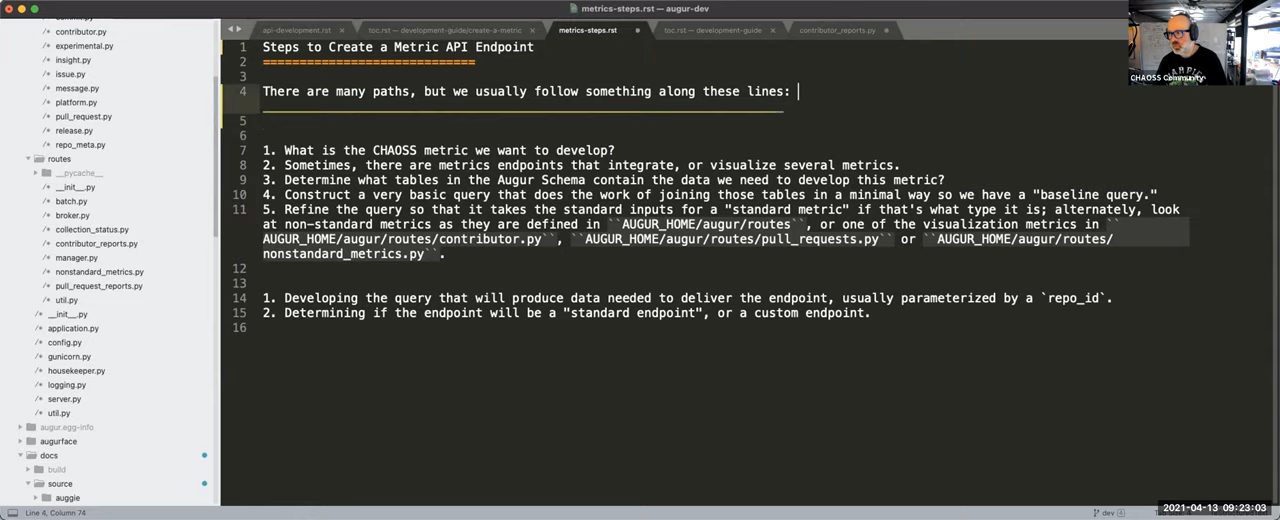 metrics-steps.rst — augur-dev
api-development.rst
toc.rst — development-guide/create-a-metric
metrics-steps.rst
toc.rst — development-guide
contributor_reports.py
contributor.py
experimental.py
insight.py
issue.py
message.py
platform.py
pull_request.py
release.py
repo_meta.py
routes
__pycache__
__init__.py
batch.py
broker.py
collection_status.py
contributor_reports.py
manager.py
nonstandard_metrics.py
pull_request_reports.py
util.py
__init__.py
application.py
config.py
gunicorn.py
housekeeper.py
logging.py
server.py
util.py
augur.egg-info
augurface
docs
build
source
auggie
1 Steps to Create a Metric API Endpoint
2 =============================
3
4 There are many paths, but we usually follow something along these lines:
5
6
7 1. What is the CHAOSS metric we want to develop?
8 2. Sometimes, there are metrics endpoints that integrate, or visualize several metrics.
9 3. Determine what tables in the Augur Schema contain the data we need to develop this metric?
10 4. Construct a very basic query that does the work of joining those tables in a minimal way so we have a "baseline query."
11 5. Refine the query so that it takes the standard inputs for a "standard metric" if that's what type it is; alternately, look
at non-standard metrics as they are defined in ``AUGUR_HOME/augur/routes``, or one of the visualization metrics in ``
AUGUR_HOME/augur/routes/contributor.py``, ``AUGUR_HOME/augur/routes/pull_requests.py`` or ``AUGUR_HOME/augur/routes/
nonstandard_metrics.py``.
12
13
14 1. Developing the query that will produce data needed to deliver the endpoint, usually parameterized by a `repo_id`.
15 2. Determining if the endpoint will be a "standard endpoint", or a custom endpoint.
16
CHAOSS Community
Line 4, Column 74
dev
2021-04-13 09:23:03